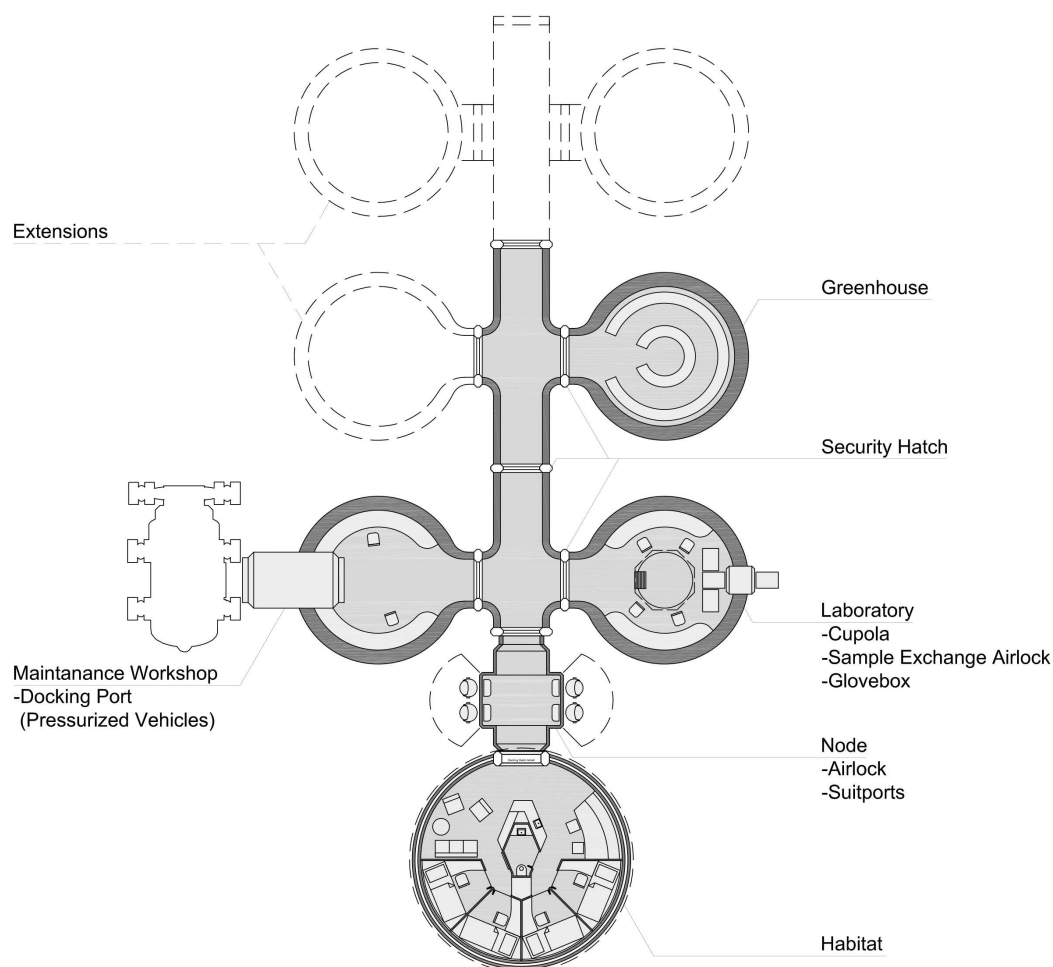 Extensions
Greenhouse
Security Hatch
Laboratory
-Cupola
-Sample Exchange Airlock
-Glovebox
Maintanance Workshop
-Docking Port
(Pressurized Vehicles)
Node
-Airlock
-Suitports
Habitat